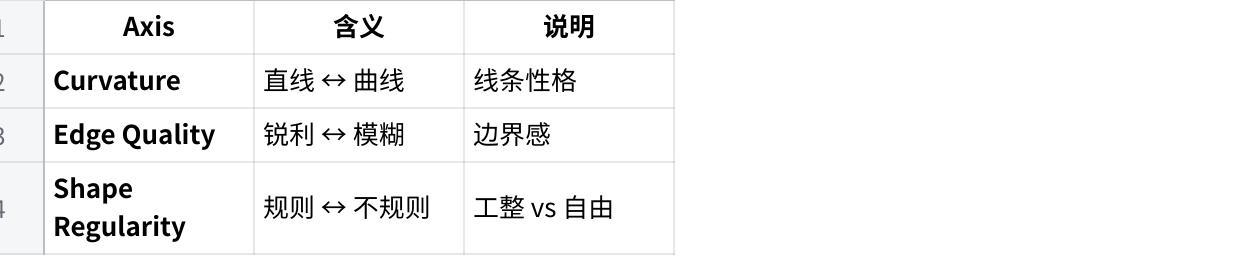 1 Axis 含义 说明
2 Curvature 直线 ↔ 曲线 线条性格
3 Edge Quality 锐利 ↔ 模糊 边界感
4 Shape Regularity 规则 ↔ 不规则 工整 vs 自由